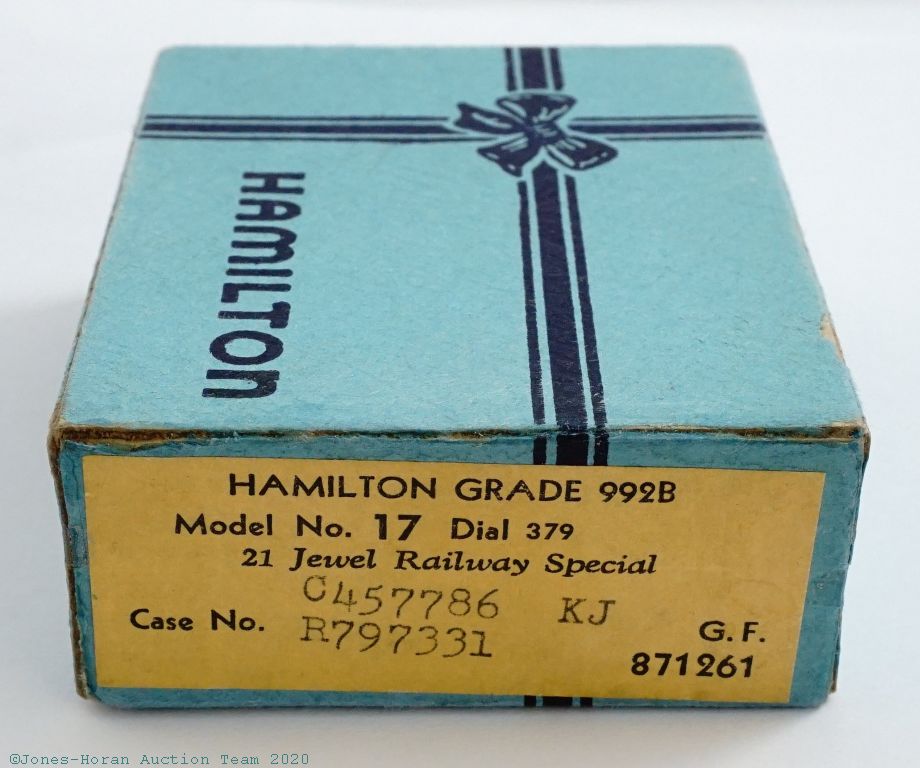 HAMILTON
HAMILTON GRADE 992B
Model No. 17 Dial 379
21 Jewel Railway Special
C457786 KJ
Case No. R797331 G.F.
871261
©Jones-Horan Auction Team 2020